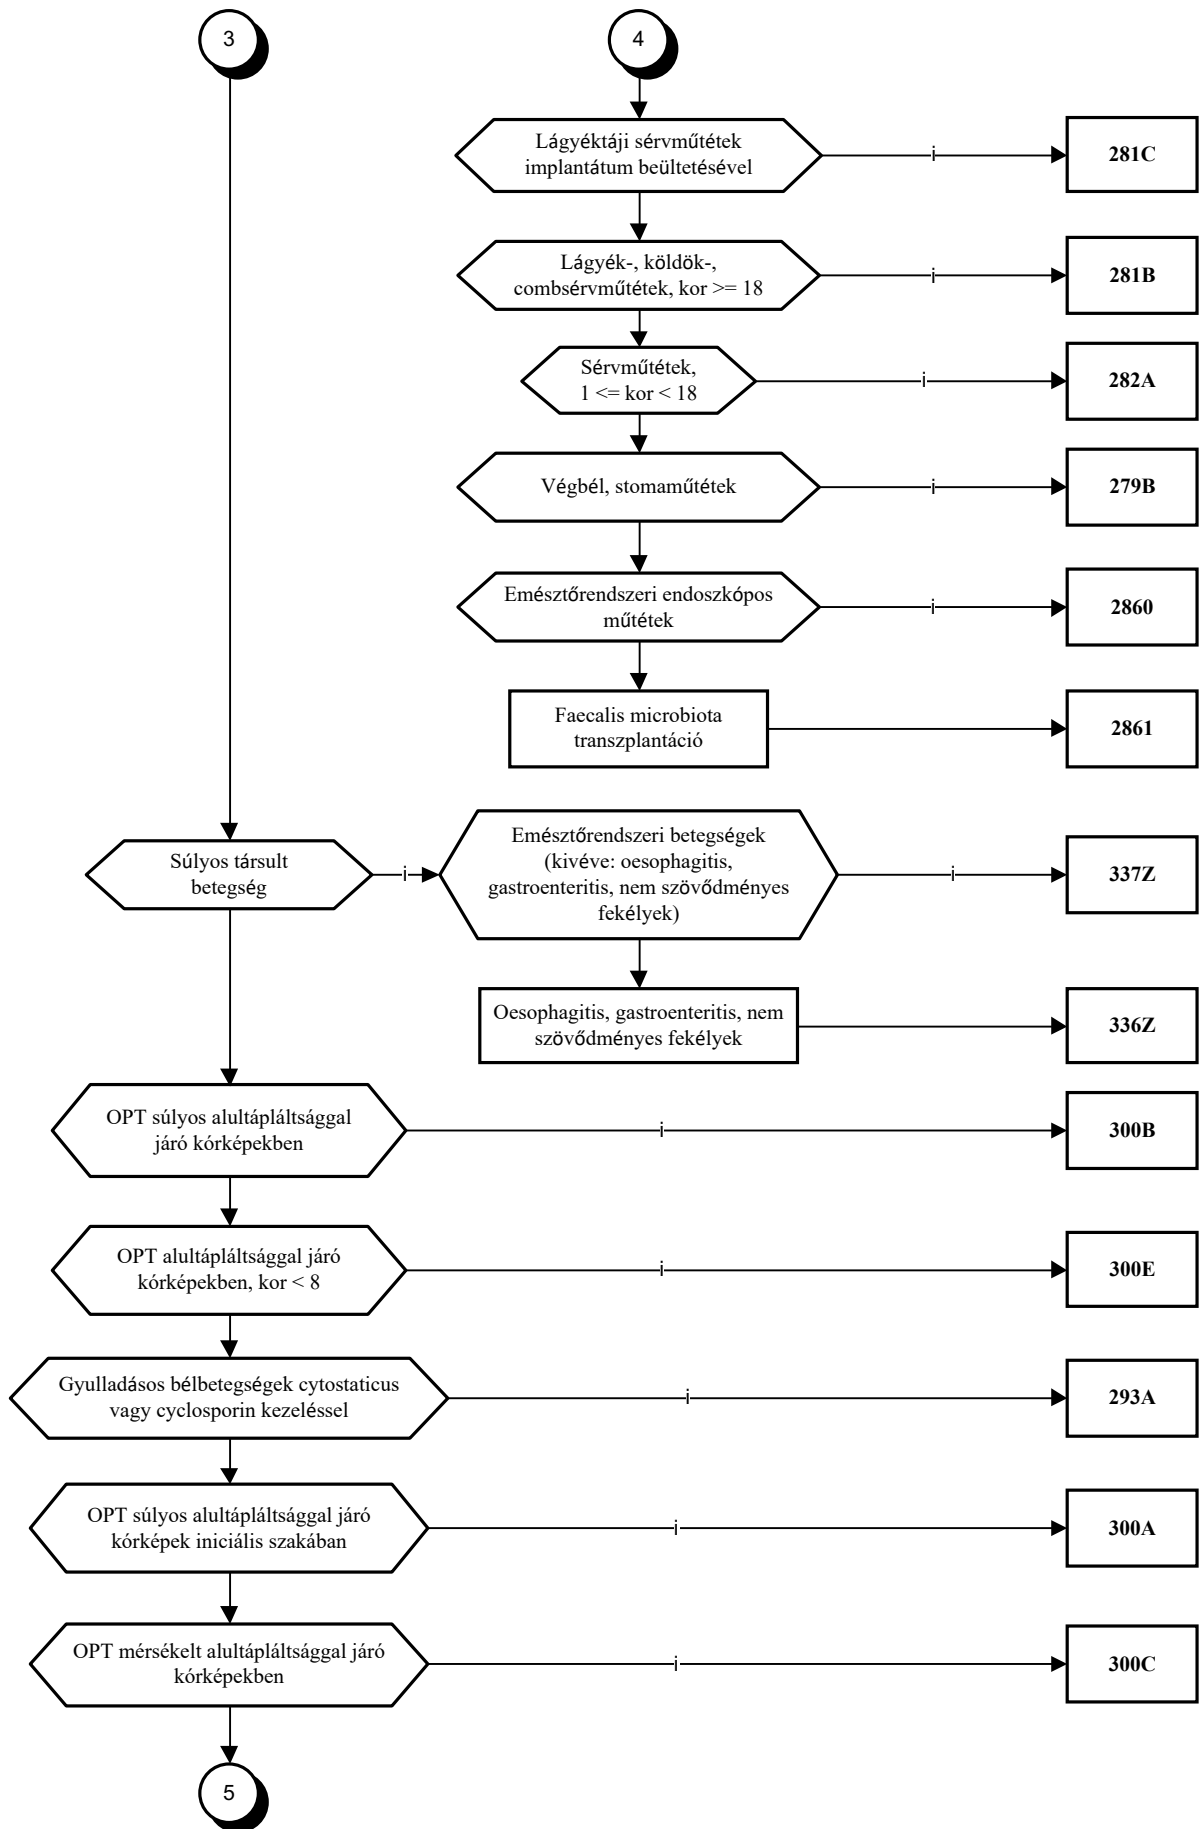 3
4
Lágyéktáji sérvműtétek
implantátum beültetésével
i
281C
Lágyék-, köldök-,
combsérvműtétek, kor >= 18
i
281B
Sérvműtétek,
1 <= kor < 18
i
282A
Végbél, stomaműtétek
i
279B
Emésztőrendszeri endoszkópos
műtétek
i
2860
Faecalis microbiota
transzplantáció
2861
Súlyos társult
betegség
i
Emésztőrendszeri betegségek
(kivéve: oesophagitis,
gastroenteritis, nem szövődményes
fekélyek)
i
337Z
Oesophagitis, gastroenteritis, nem
szövődményes fekélyek
336Z
OPT súlyos alultápláltsággal
járó kórképekben
i
300B
OPT alultápláltsággal járó
kórképekben, kor < 8
i
300E
Gyulladásos bélbetegségek cytostaticus
vagy cyclosporin kezeléssel
i
293A
OPT súlyos alultápláltsággal járó
kórképek iniciális szakában
i
300A
OPT mérsékelt alultápláltsággal járó
kórképekben
i
300C
5